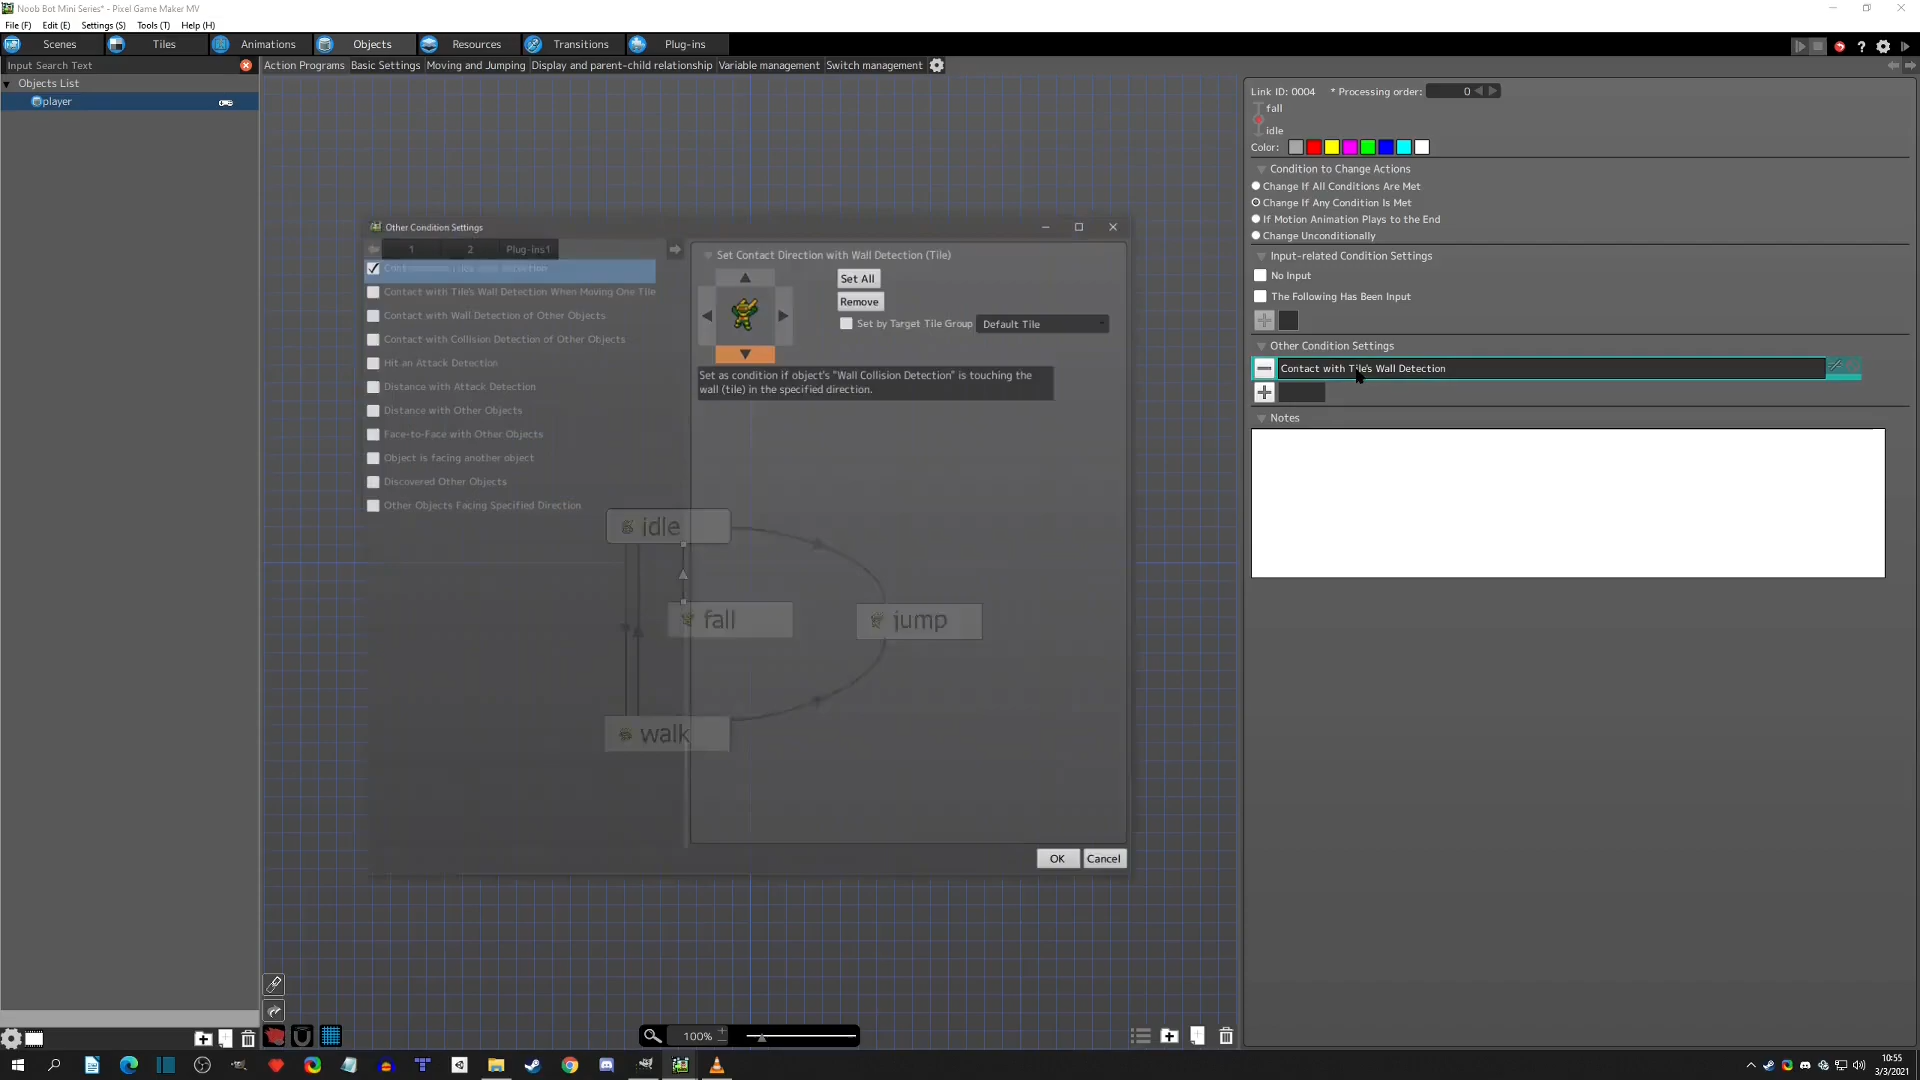 Noob Bot Mini Series* - Pixel Game Maker MV
File (F) Edit (E) Settings (S) Tools (T) Help (H)
Scenes Tiles Animations Objects Resources Transitions Plug-ins
Input Search Text
Action Programs Basic Settings Moving and Jumping Display and parent-child relationship Variable management Switch management
Objects List
player
Link ID: 0004 * Processing order: 0
fall
idle
Color:
Condition to Change Actions
Change If All Conditions Are Met
Change If Any Condition Is Met
If Motion Animation Plays to the End
Change Unconditionally
Input-related Condition Settings
No Input
The Following Has Been Input
Other Condition Settings
Contact with Tile's Wall Detection
Notes
Other Condition Settings
1 2 Plug-ins1
Contact with Tile's Wall Detection When Moving One Tile
Contact with Wall Detection of Other Objects
Contact with Collision Detection of Other Objects
Hit an Attack Detection
Distance with Attack Detection
Distance with Other Objects
Face-to-Face with Other Objects
Object is facing another object
Discovered Other Objects
Other Objects Facing Specified Direction
Set Contact Direction with Wall Detection (Tile)
Set All
Remove
Set by Target Tile Group Default Tile
Set as condition if object's "Wall Collision Detection" is touching the
wall (tile) in the specified direction.
idle
fall
jump
walk
OK Cancel
100%
10:55
3/3/2021